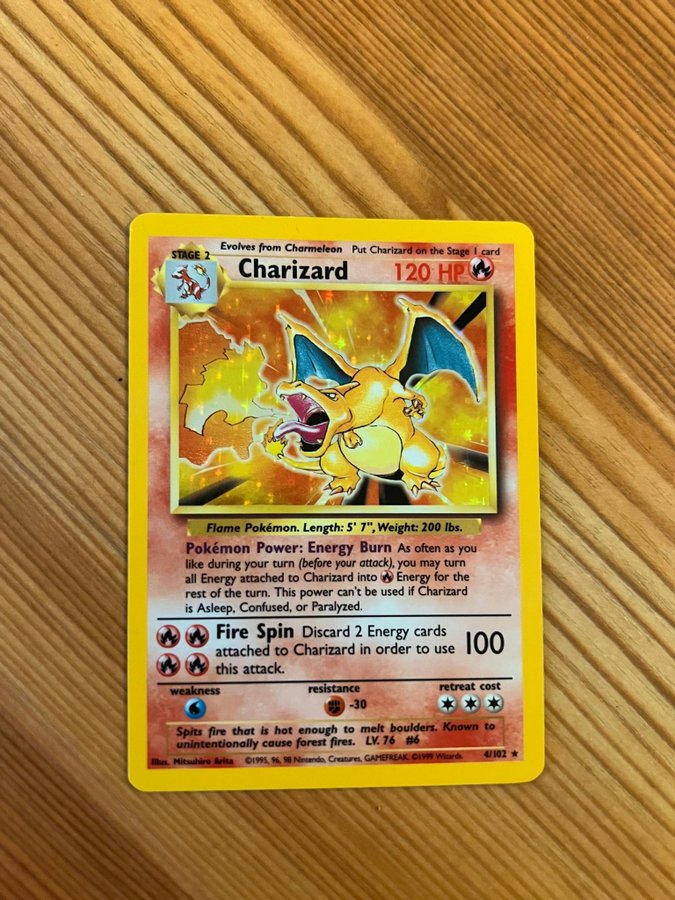 Evolves from Charmeleon Put Charizard on the Stage 1 card
STAGE 2
Charizard 120 HP
Flame Pokémon. Length: 5' 7", Weight: 200 lbs.
Pokémon Power: Energy Burn As often as you
like during your turn (before your attack), you may turn
all Energy attached to Charizard into Energy for the
rest of the turn. This power can't be used if Charizard
is Asleep, Confused, or Paralyzed.
Fire Spin Discard 2 Energy cards
attached to Charizard in order to use 100
this attack.
weakness resistance retreat cost
-30
Spits fire that is hot enough to melt boulders. Known to
unintentionally cause forest fires. LV. 76 #6
Illus. Mitsuhiro Arita ©1995, 96, 98 Nintendo, Creatures, GAMEFREAK. ©1999 Wizards. 4/102 ★